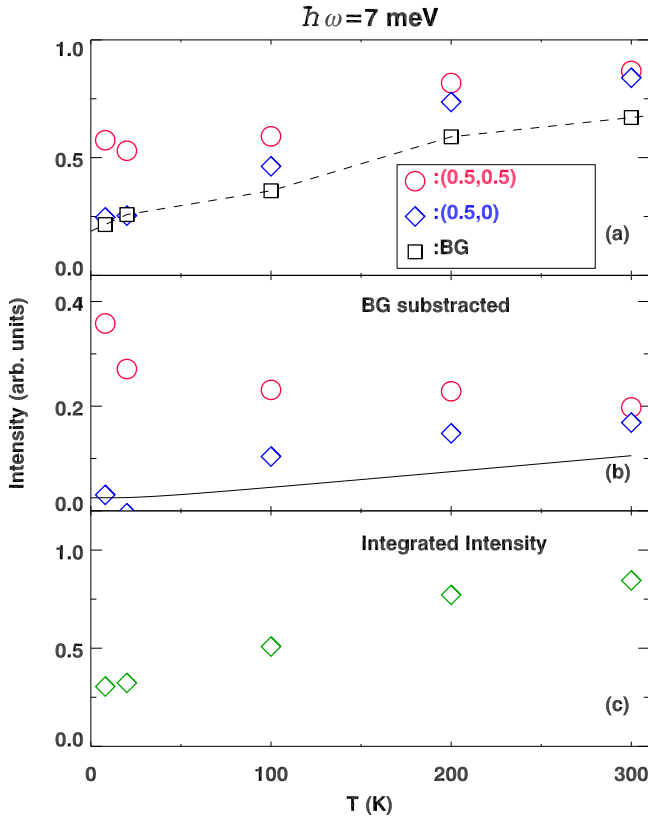 ħω=7 meV
1.0
0.5
0.0
:(0.5,0.5)
:(0.5,0)
:BG
(a)
0.4
0.2
0.0
BG substracted
(b)
Intensity (arb. units)
1.0
0.5
0.0
Integrated Intensity
(c)
0 100 200 300
T (K)